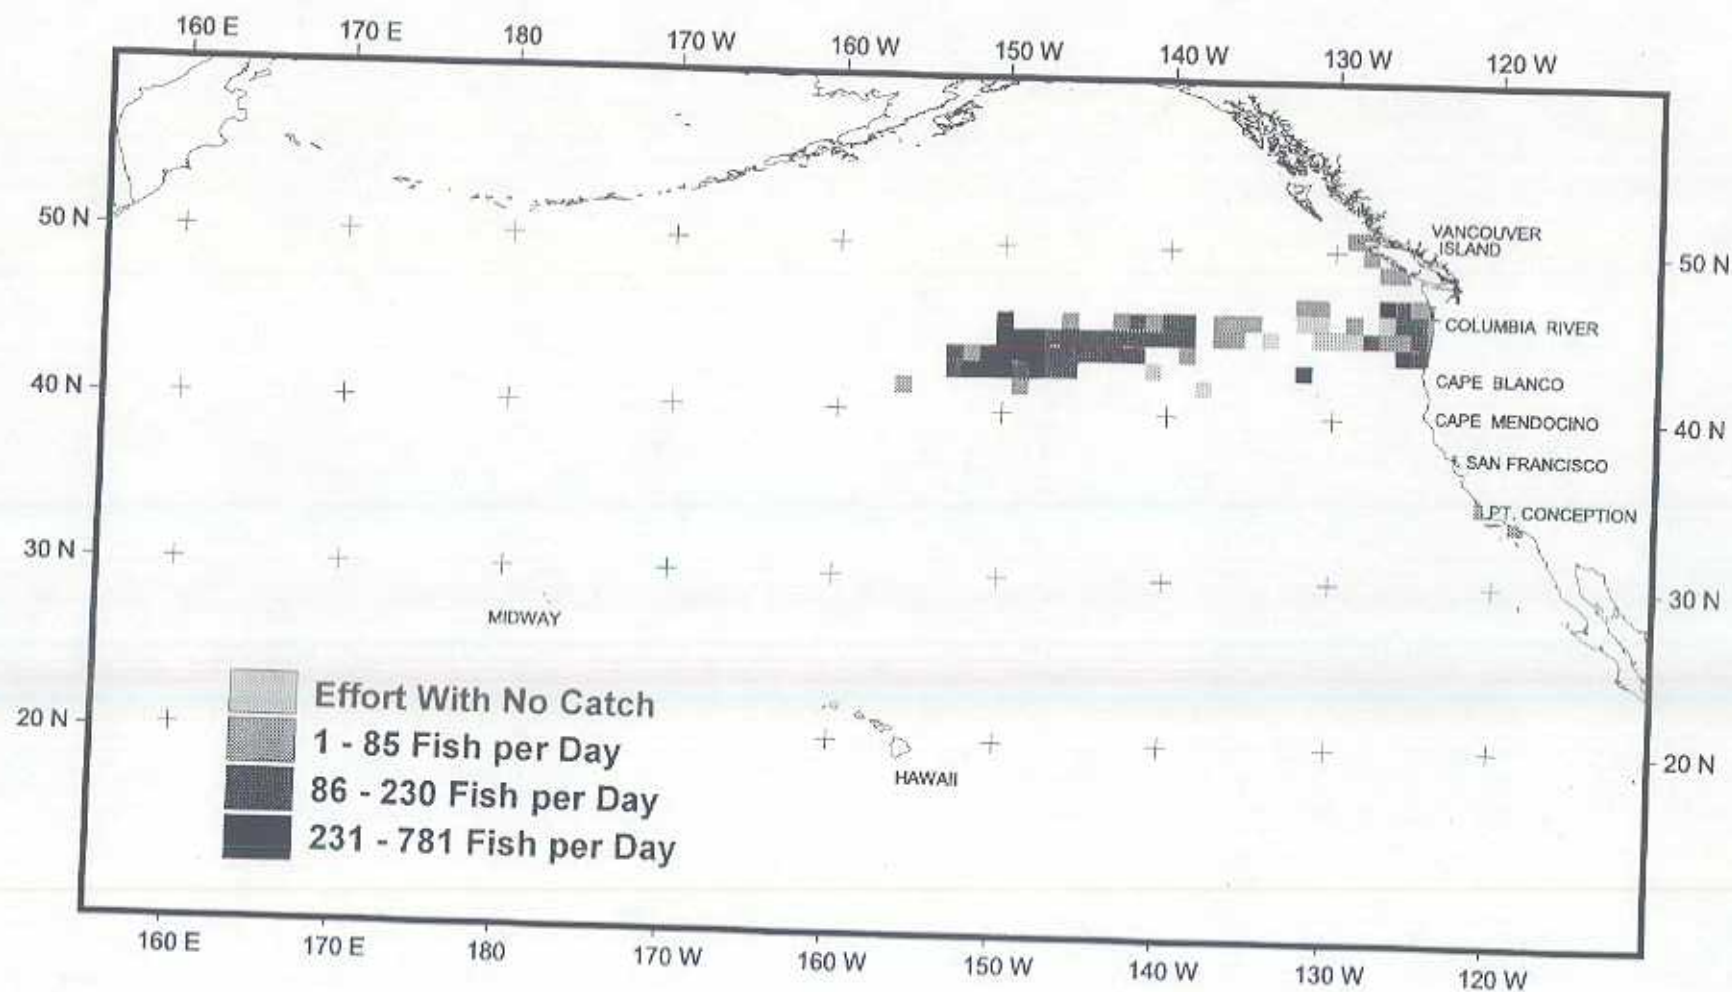 160 E
170 E
180
170 W
160 W
150 W
140 W
130 W
120 W
50 N
40 N
30 N
20 N
VANCOUVER
ISLAND
COLUMBIA RIVER
CAPE BLANCO
CAPE MENDOCINO
SAN FRANCISCO
PT. CONCEPTION
50 N
40 N
30 N
20 N
MIDWAY
HAWAII
Effort With No Catch
1 - 85 Fish per Day
86 - 230 Fish per Day
231 - 781 Fish per Day
160 E
170 E
180
170 W
160 W
150 W
140 W
130 W
120 W